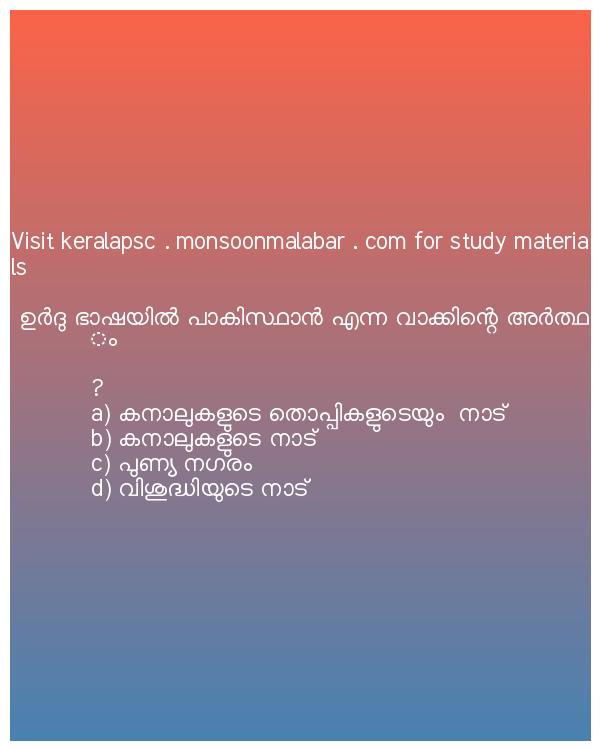 Visit keralapsc . monsoonmalabar . com for study materia
ls
ഉർദു ഭാഷയിൽ പാകിസ്ഥാൻ എന്ന വാക്കിന്റെ അർത്ഥ
ം
?
a) കനാലുകളുടെ തൊപ്പികളുടെയും നാട്
b) കനാലുകളുടെ നാട്
c) പുണ്യ നഗരം
d) വിശുദ്ധിയുടെ നാട്